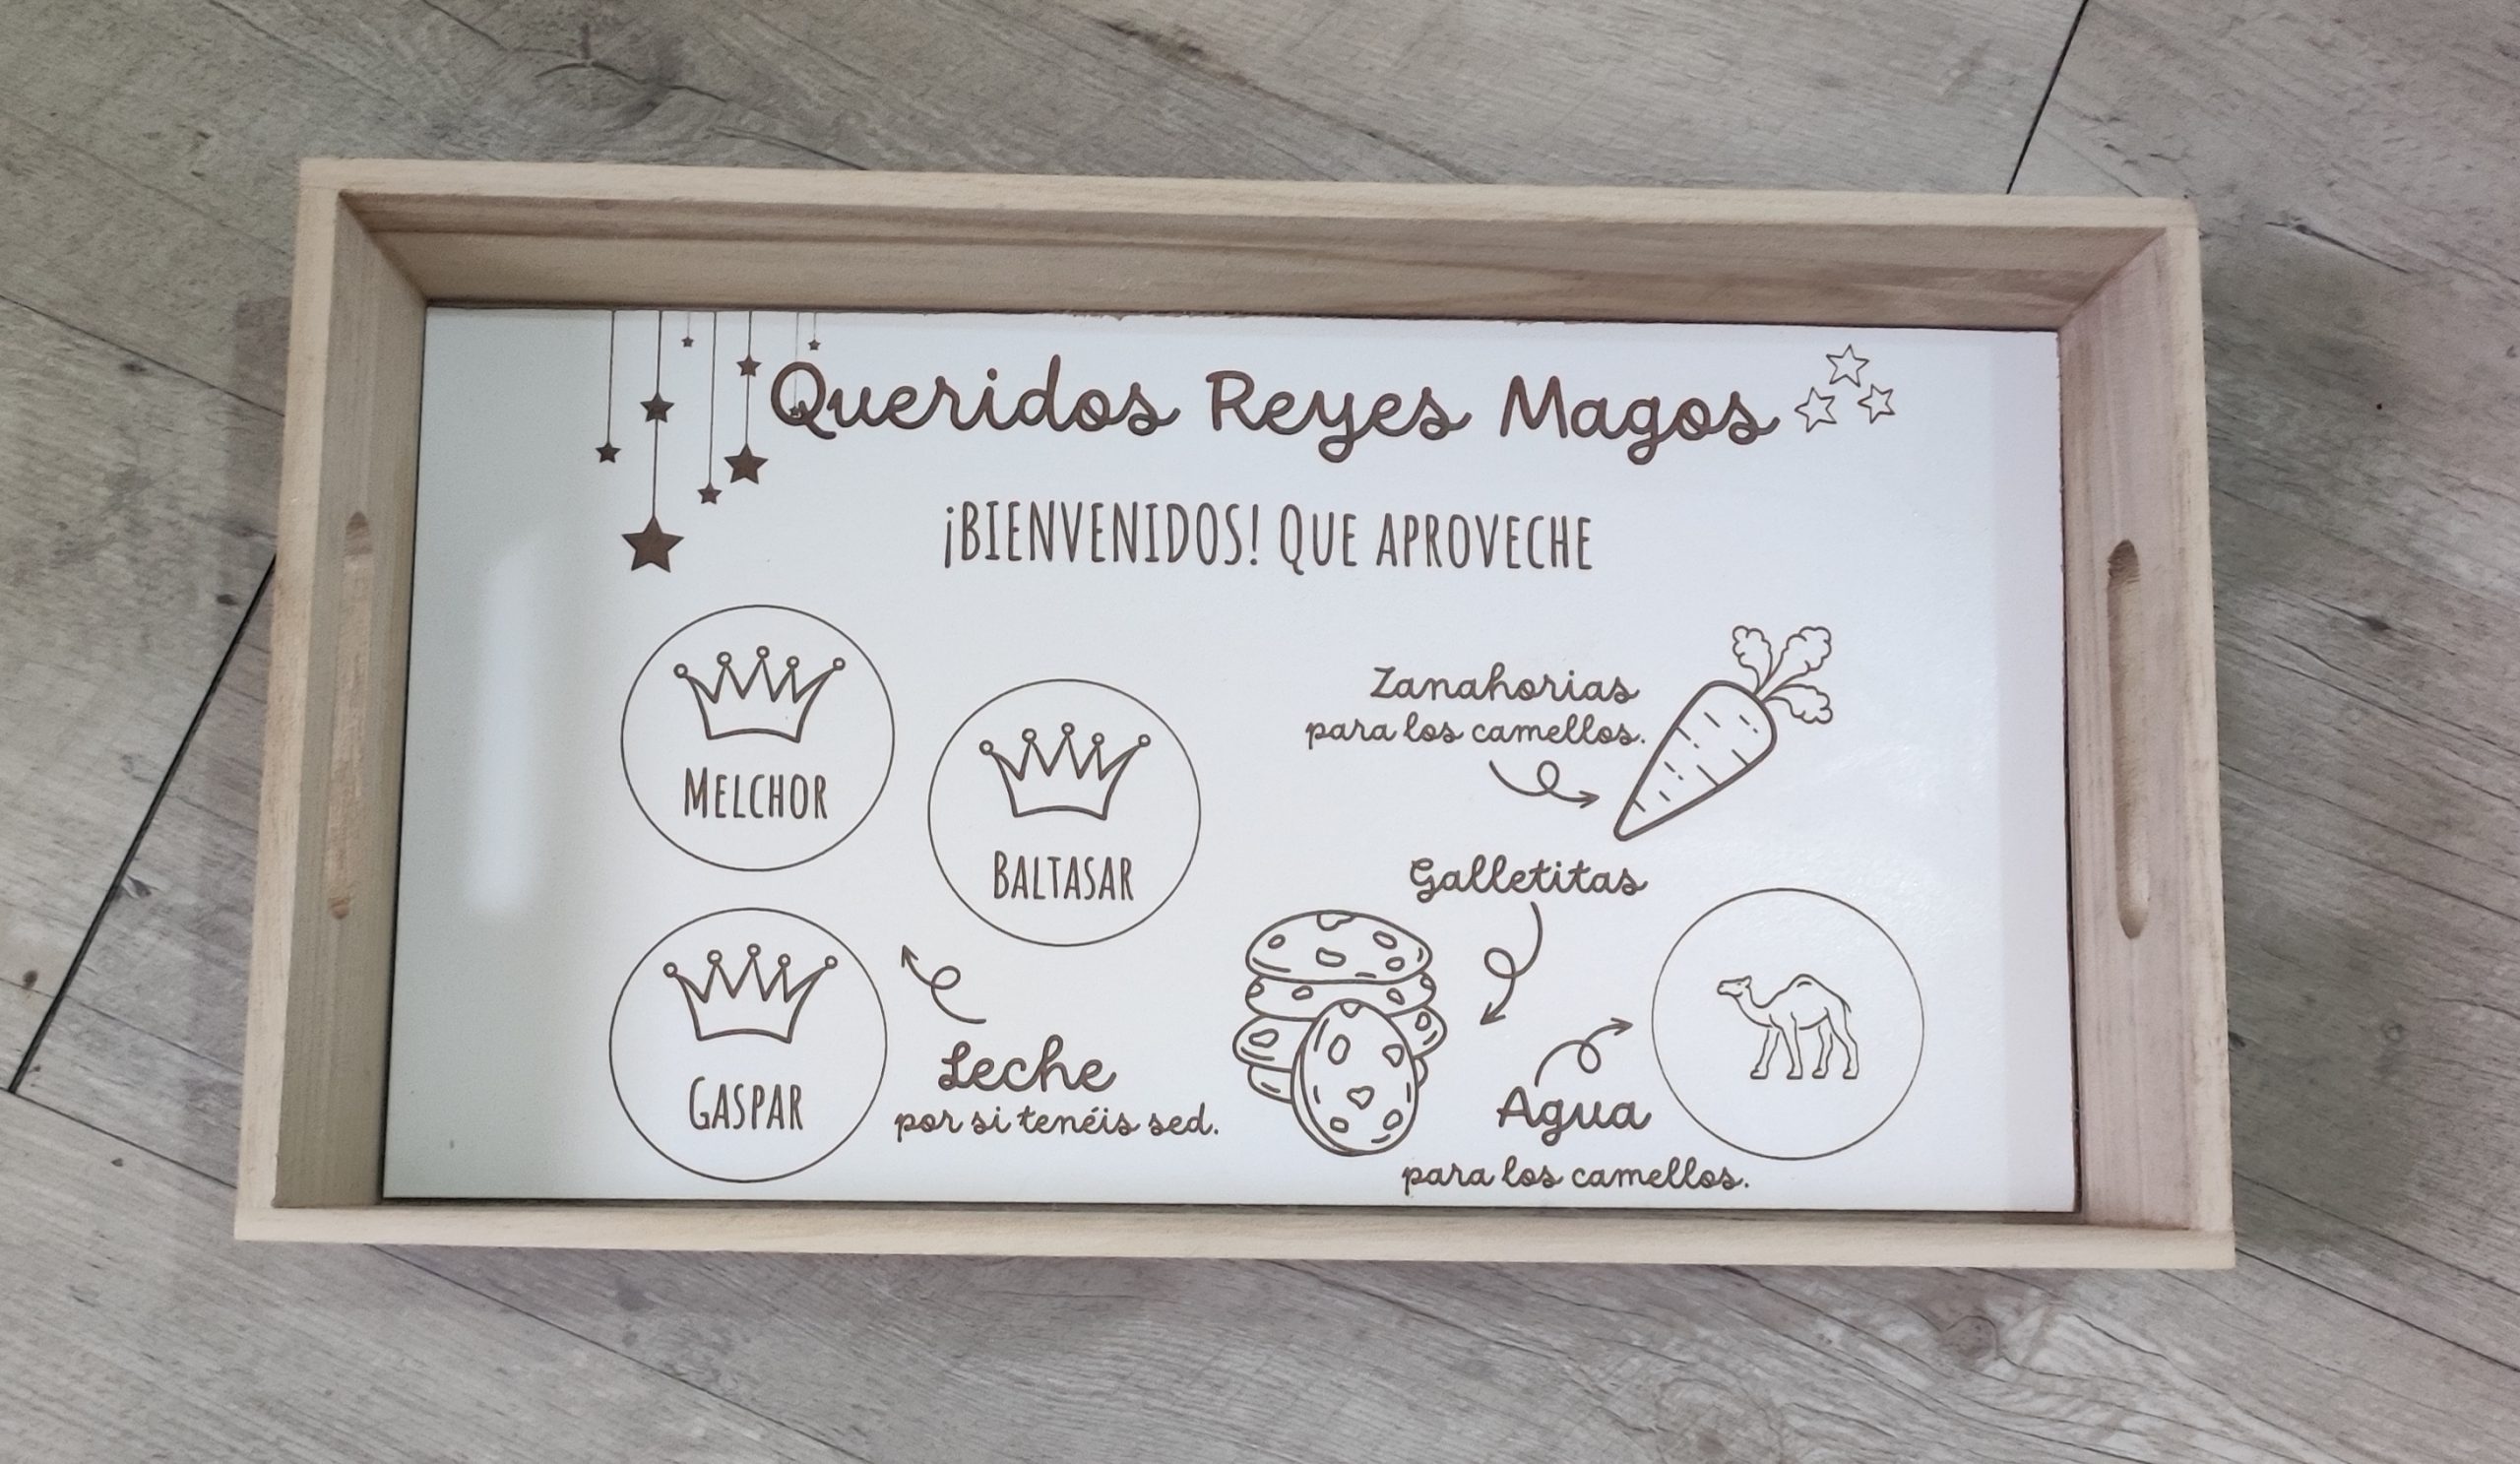 Queridos Reyes Magos
¡BIENVENIDOS! QUE APROVECHE
MELCHOR
BALTASAR
GASPAR
Leche
por si tenéis sed.
Zanahorias
para los camellos.
Galletitas
Agua
para los camellos.